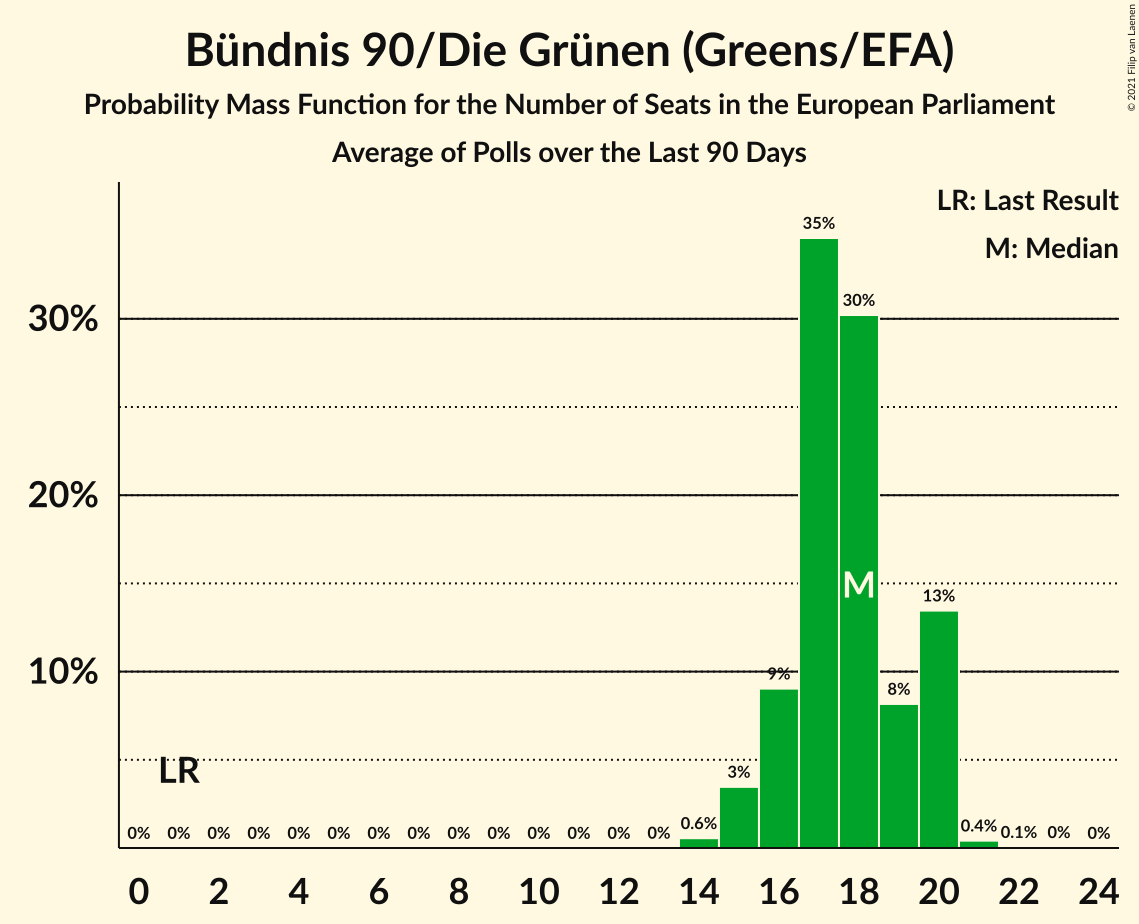 Bündnis 90/Die Grünen (Greens/EFA)
Probability Mass Function for the Number of Seats in the European Parliament
Average of Polls over the Last 90 Days
© 2021 Filip van Laenen
LR: Last Result
M: Median
35%
30%
30%
20%
M
13%
10%
9%
8%
LR
3%
0% 0% 0% 0% 0% 0% 0% 0% 0% 0% 0% 0% 0% 0% 0.6% 0.4% 0.1% 0% 0%
0 2 4 6 8 10 12 14 16 18 20 22 24